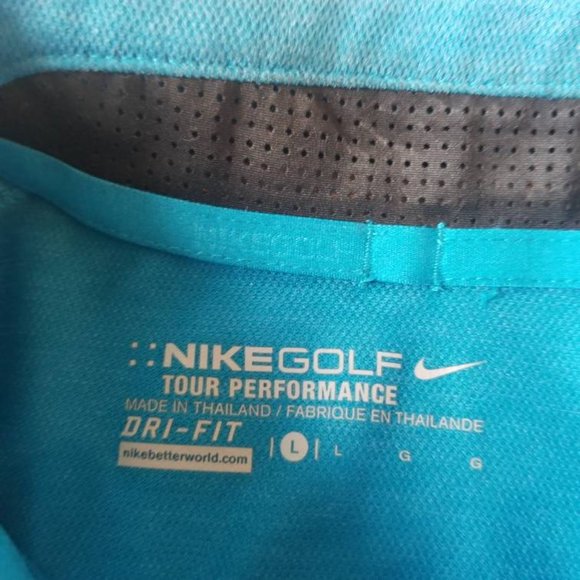 NIKEGOLF
TOUR PERFORMANCE
MADE IN THAILAND / FABRIQUE EN THAILANDE
DRI-FIT
nikebetterworld.com | L | L G G